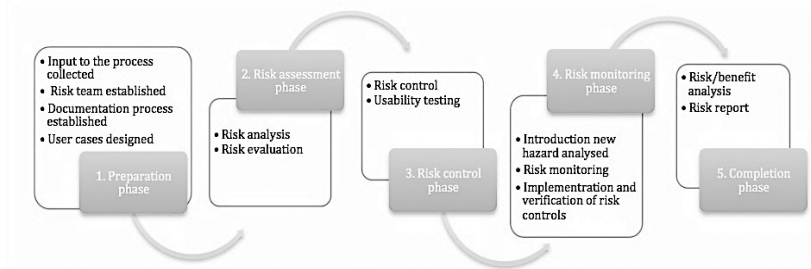 • Input to the process
collected
• Risk team established
• Documentation process
established
• User cases designed
1. Preparation
phase
2. Risk assessment
phase
• Risk analysis
• Risk evaluation
• Risk control
• Usability testing
3. Risk control
phase
4. Risk monitoring
phase
• Introduction new
hazard analysed
• Risk monitoring
• Implementration and
verification of risk
controls
• Risk/benefit
analysis
• Risk report
5. Completion
phase